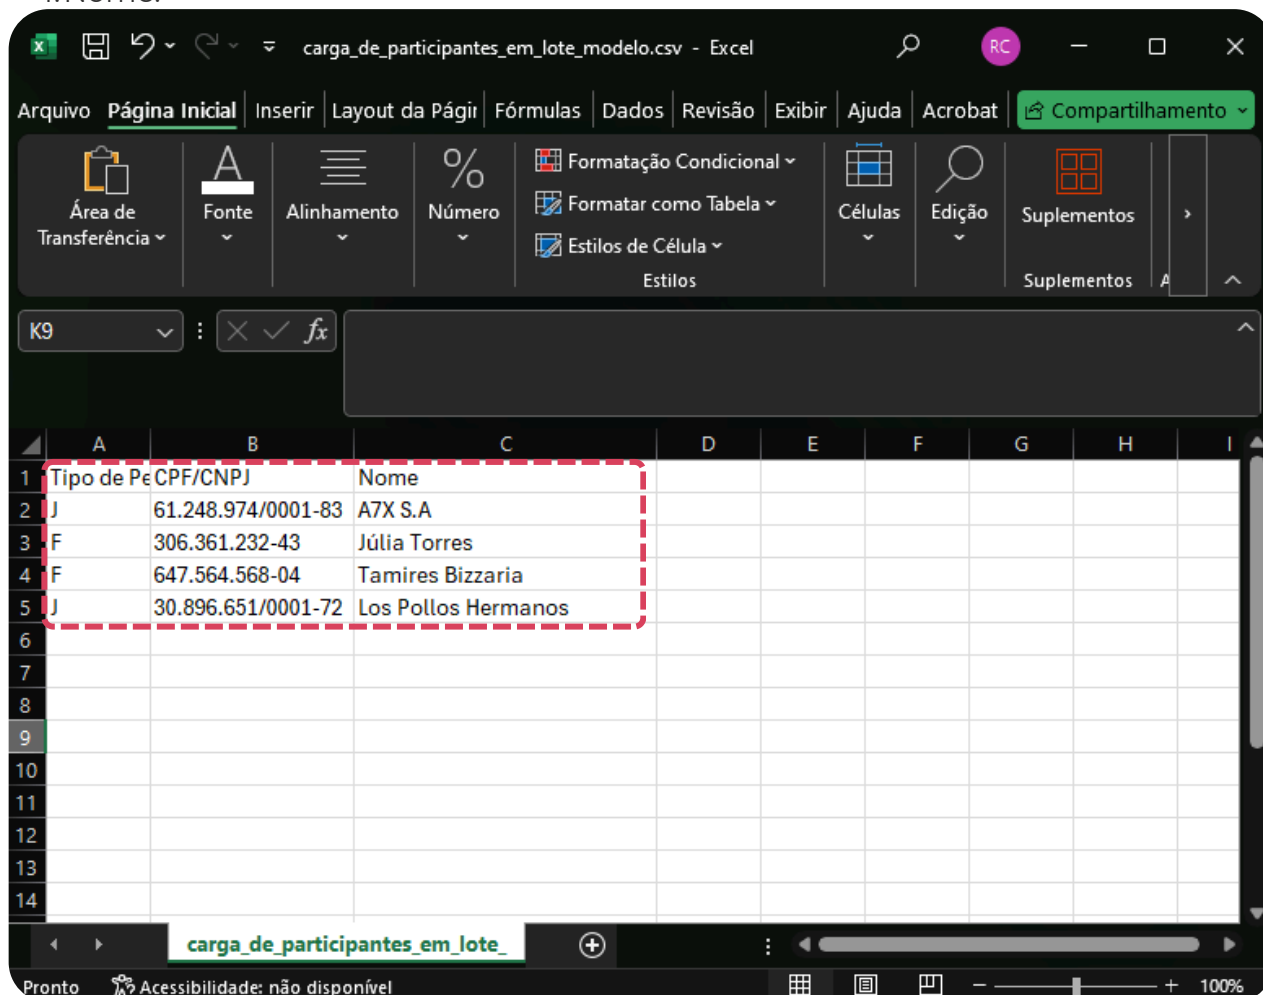 carga_de_participantes_em_lote_modelo.csv - Excel RC
Arquivo Página Inicial Inserir Layout da Págir Fórmulas Dados Revisão Exibir Ajuda Acrobat Compartilhamento
Área de Transferência Fonte Alinhamento Número
Formatação Condicional
Formatar como Tabela
Estilos de Célula
Estilos
Células Edição Suplementos
Suplementos
K9 fx
A B C D E F G H I
1 Tipo de Pe CPF/CNPJ Nome
2 J 61.248.974/0001-83 A7X S.A
3 F 306.361.232-43 Júlia Torres
4 F 647.564.568-04 Tamires Bizzaria
5 J 30.896.651/0001-72 Los Pollos Hermanos
6
7
8
9
10
11
12
13
14
carga_de_participantes_em_lote_
Pronto Acessibilidade: não disponível 100%